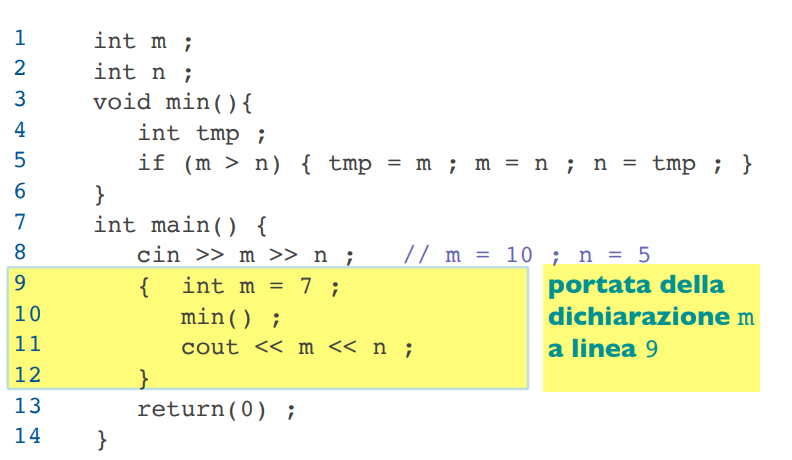 1 int m ;
2 int n ;
3 void min(){
4 int tmp ;
5 if (m > n) { tmp = m ; m = n ; n = tmp ; }
6 }
7 int main() {
8 cin >> m >> n ; // m = 10 ; n = 5
9 { int m = 7 ;
10 min() ;
11 cout << m << n ;
12 }
13 return(0) ;
14 }
portata della
dichiarazione m
a linea 9